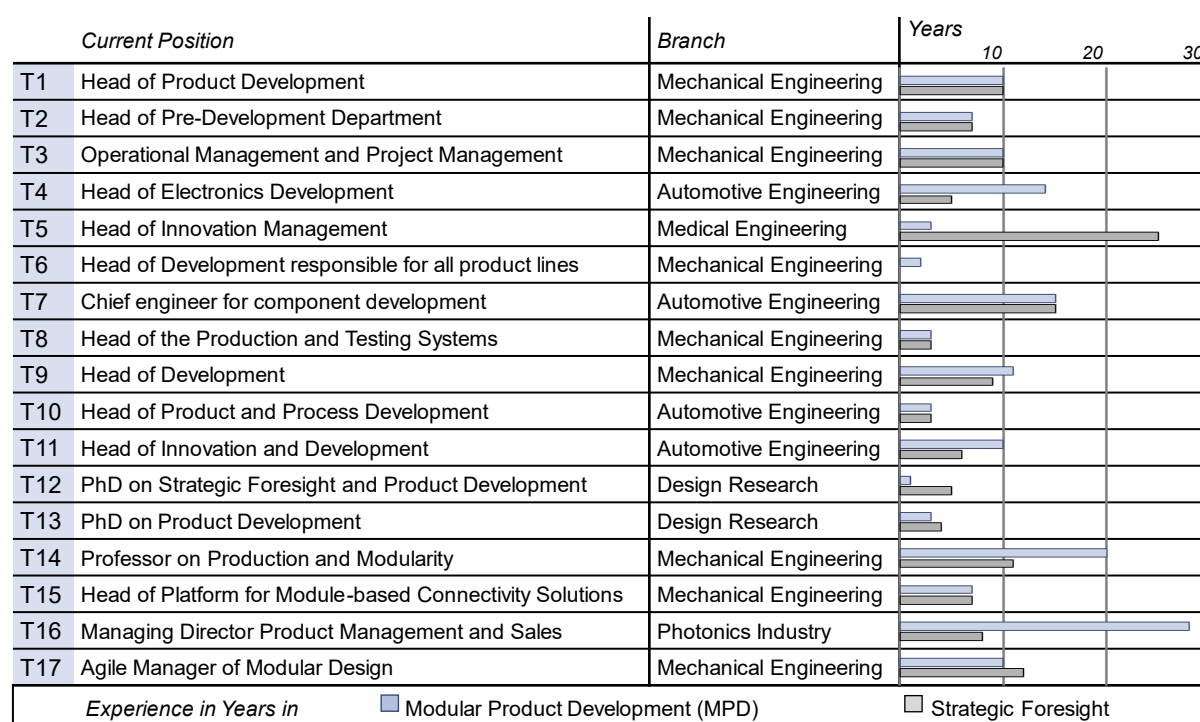 Current Position Branch Years
10 20 30
T1 Head of Product Development Mechanical Engineering
T2 Head of Pre-Development Department Mechanical Engineering
T3 Operational Management and Project Management Mechanical Engineering
T4 Head of Electronics Development Automotive Engineering
T5 Head of Innovation Management Medical Engineering
T6 Head of Development responsible for all product lines Mechanical Engineering
T7 Chief engineer for component development Automotive Engineering
T8 Head of the Production and Testing Systems Mechanical Engineering
T9 Head of Development Mechanical Engineering
T10 Head of Product and Process Development Automotive Engineering
T11 Head of Innovation and Development Automotive Engineering
T12 PhD on Strategic Foresight and Product Development Design Research
T13 PhD on Product Development Design Research
T14 Professor on Production and Modularity Mechanical Engineering
T15 Head of Platform for Module-based Connectivity Solutions Mechanical Engineering
T16 Managing Director Product Management and Sales Photonics Industry
T17 Agile Manager of Modular Design Mechanical Engineering
Experience in Years in Modular Product Development (MPD) Strategic Foresight